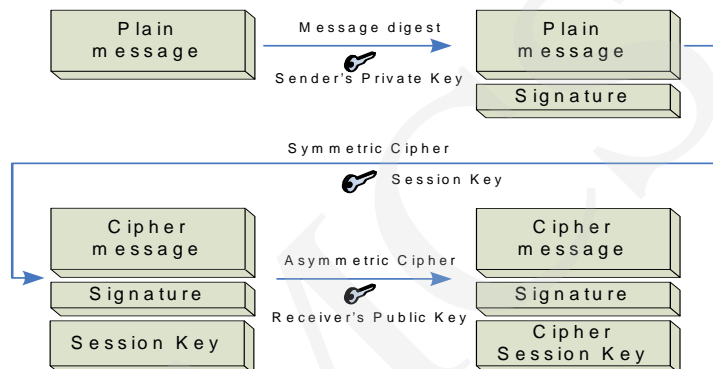 Plain
message
Message digest
Sender's Private Key
Plain
message
Signature
Symmetric Cipher
Session Key
Cipher
message
Signature
Session Key
Asymmetric Cipher
Receiver's Public Key
Cipher
message
Signature
Cipher
Session Key